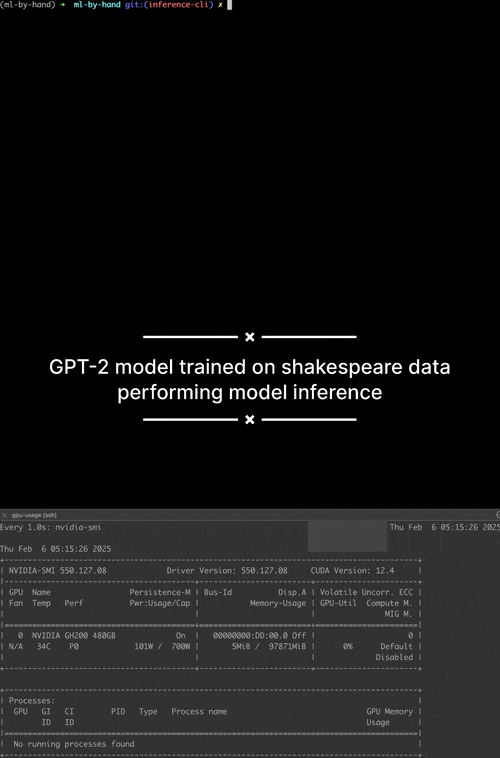 (ml-by-hand) → ml-by-hand git:(inference-cli) ✗
GPT-2 model trained on shakespeare data
performing model inference
gpu-usage (ssh)
Every 1.0s: nvidia-smi Thu Feb 6 05:15:26 2025
Thu Feb 6 05:15:26 2025
+-----------------------------------------------------------------------------------------+
| NVIDIA-SMI 550.127.08 Driver Version: 550.127.08 CUDA Version: 12.4 |
|-----------------------------------------+------------------------+----------------------+
| GPU Name Persistence-M | Bus-Id Disp.A | Volatile Uncorr. ECC |
| Fan Temp Perf Pwr:Usage/Cap | Memory-Usage | GPU-Util Compute M. |
| | | MIG M. |
|=========================================+========================+======================|
| 0 NVIDIA GH200 480GB On | 00000000:DD:00.0 Off | 0 |
| N/A 34C P0 101W / 700W | 5MiB / 97871MiB | 0% Default |
| | | Disabled |
+-----------------------------------------+------------------------+----------------------+
+-----------------------------------------------------------------------------------------+
| Processes: |
| GPU GI CI PID Type Process name GPU Memory |
| ID ID Usage |
|=========================================================================================|
| No running processes found |
+-----------------------------------------------------------------------------------------+